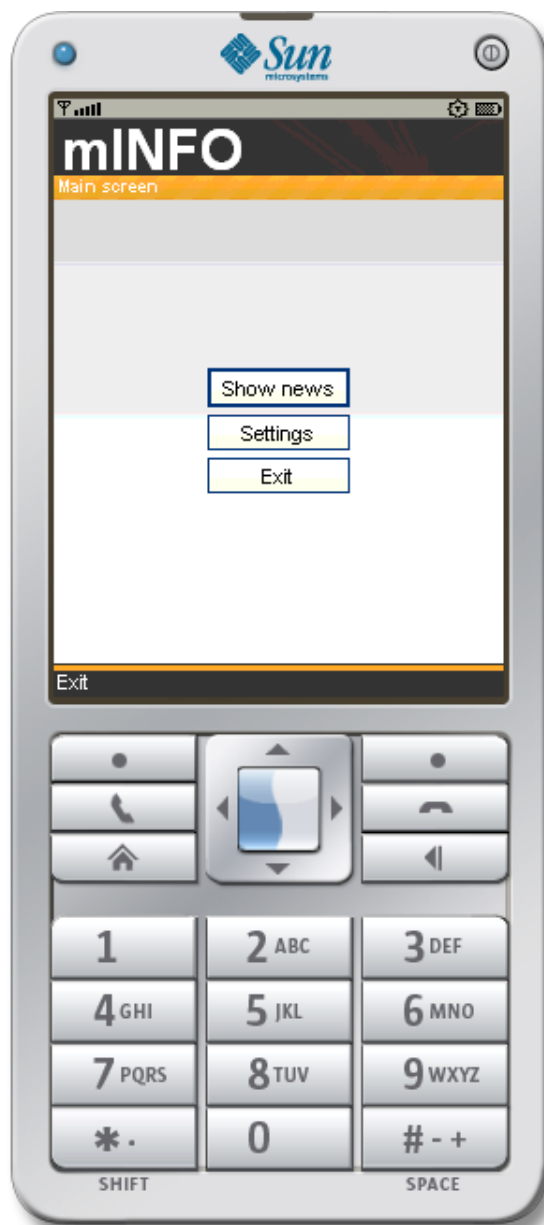 Sun
microsystems
mINFO
Main screen
Show news
Settings
Exit
Exit
1 2 ABC 3 DEF
4 GHI 5 JKL 6 MNO
7 PQRS 8 TUV 9 WXYZ
* . 0 # - +
SHIFT SPACE